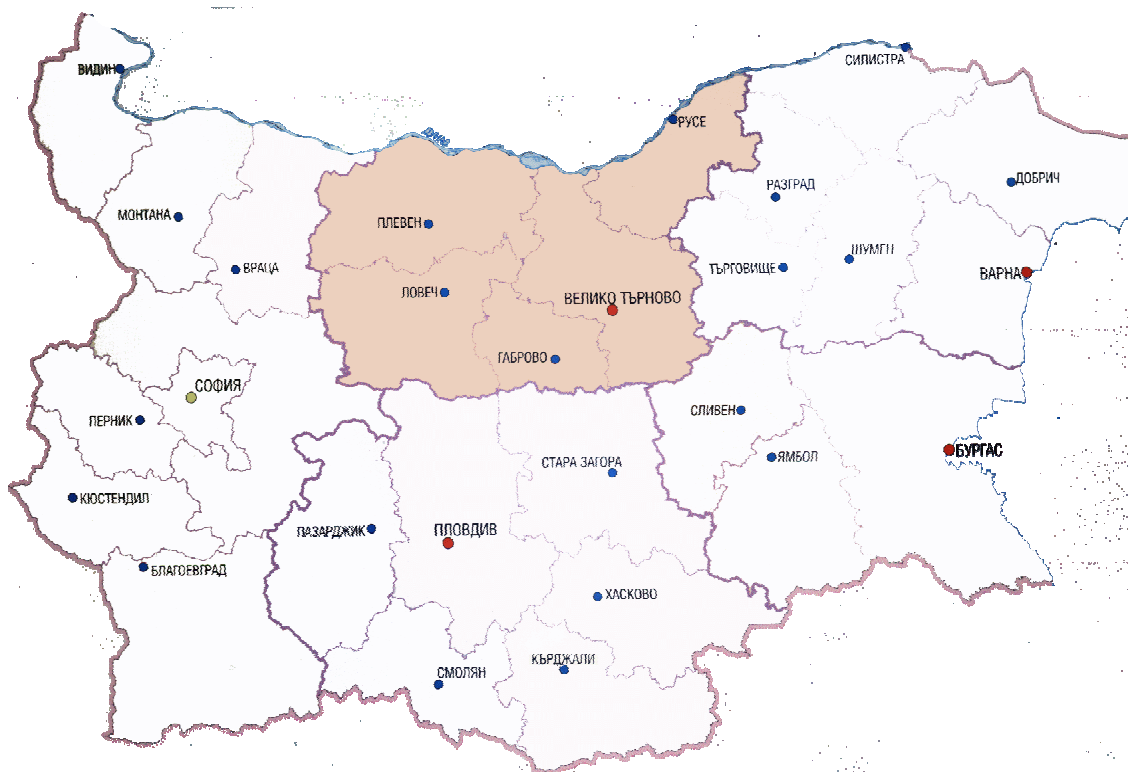 ВИДИН
СИЛИСТРА
РУСЕ
ДУНАВ
РАЗГРАД
ДОБРИЧ
МОНТАНА
ПЛЕВЕН
ВРАЦА
ТЪРГОВИЩЕ
ШУМЕН
ВАРНА
ЛОВЕЧ
ВЕЛИКО ТЪРНОВО
ГАБРОВО
СОФИЯ
ПЕРНИК
СЛИВЕН
ЯМБОЛ
БУРГАС
СТАРА ЗАГОРА
КЮСТЕНДИЛ
ПАЗАРДЖИК
ПЛОВДИВ
БЛАГОЕВГРАД
ХАСКОВО
СМОЛЯН
КЪРДЖАЛИ